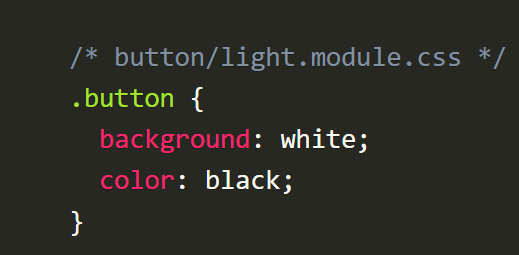 /* button/light.module.css */
.button {
  background: white;
  color: black;
}